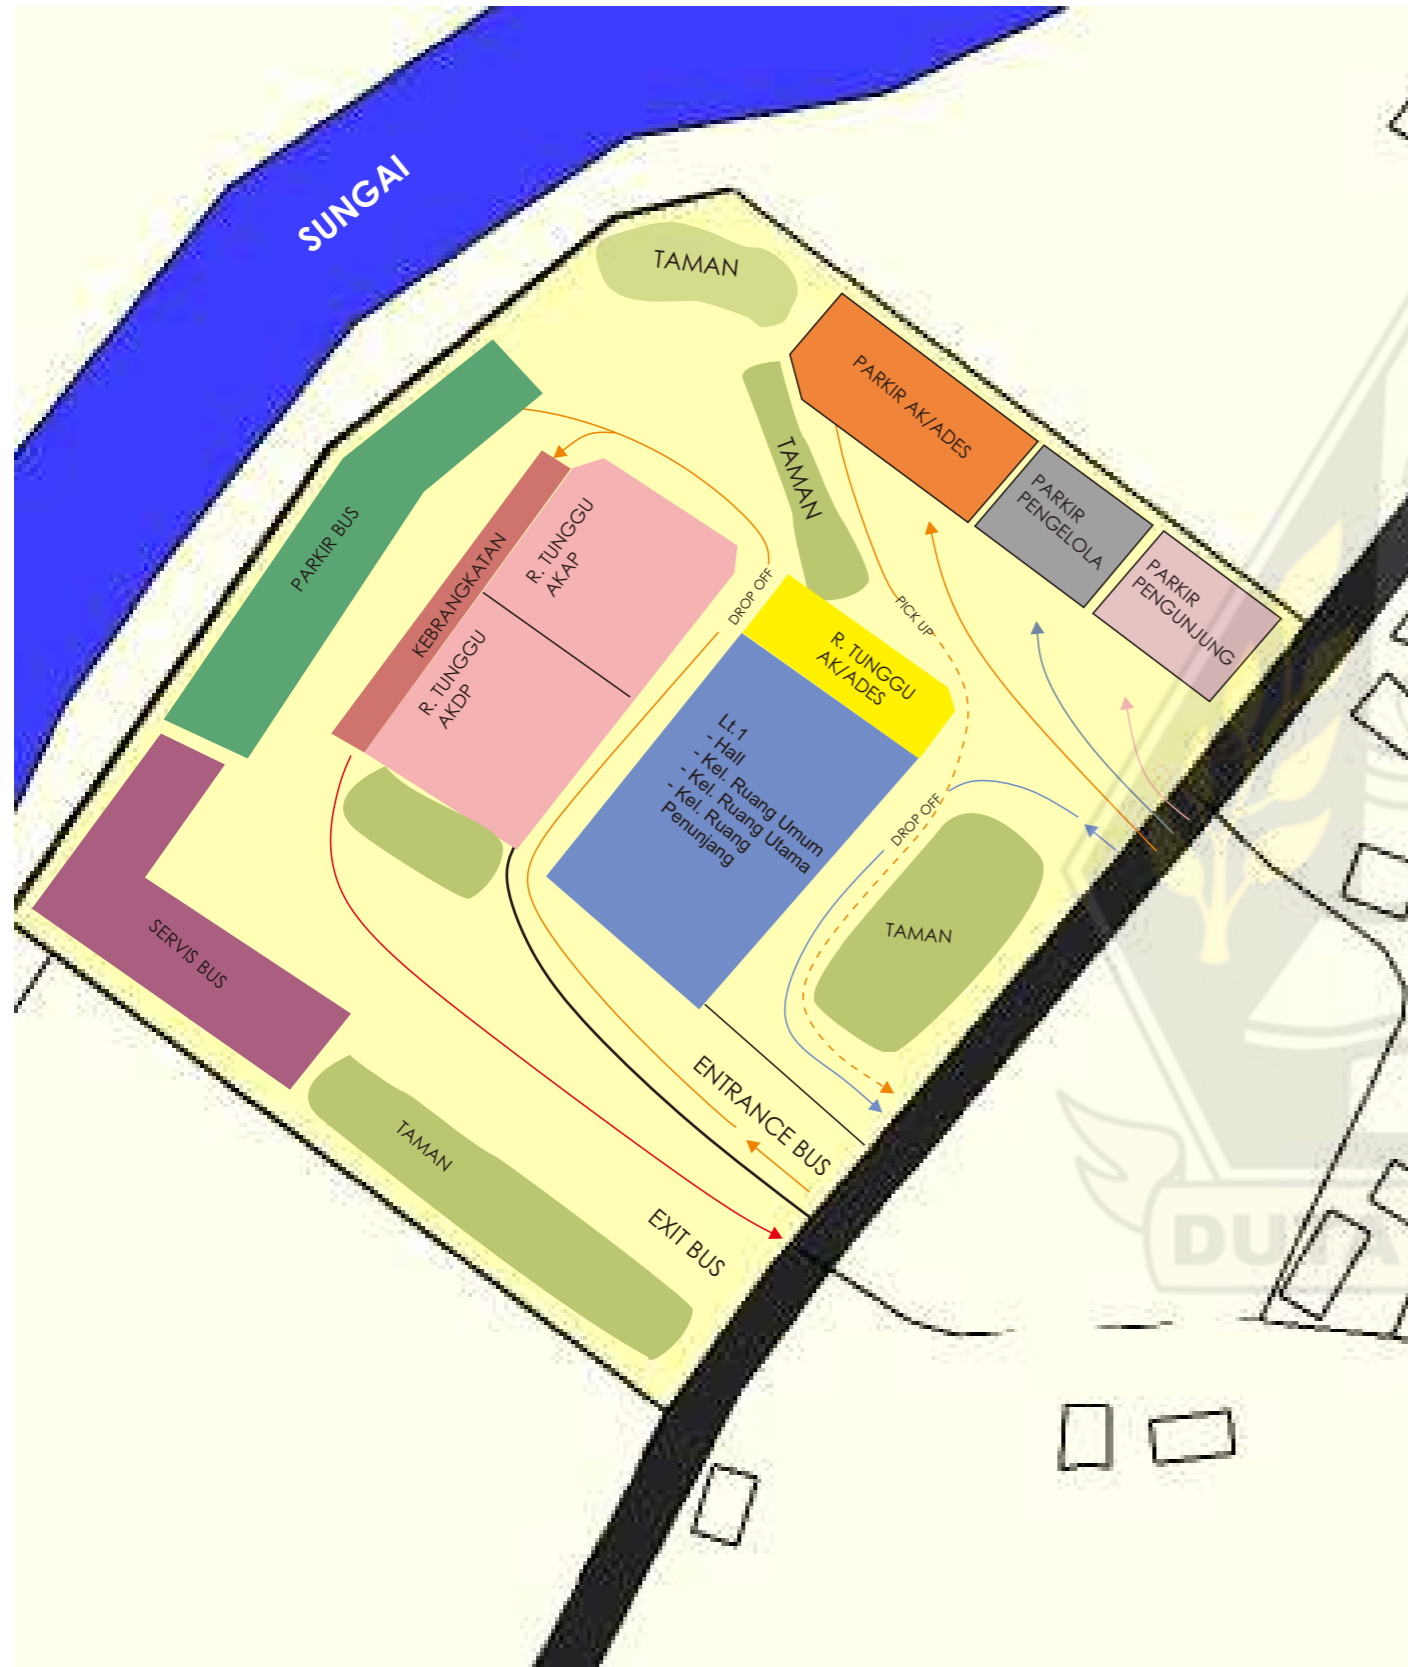 SUNGAI
TAMAN
PARKIR AK/ADES
TAMAN
PARKIR
PENGELOLA
PARKIR
PENGUNJUNG
PARKIR BUS
KEBRANGKATAN
R. TUNGGU
AKAP
R. TUNGGU
AKDP
DROP OFF
PICK UP
R. TUNGGU
AK/ADES
Lt.1
- Hall
- Kel. Ruang Umum
- Kel. Ruang Utama
- Kel. Ruang
Penunjang
DROP OFF
TAMAN
SERVIS BUS
ENTRANCE BUS
TAMAN
EXIT BUS
DUTA